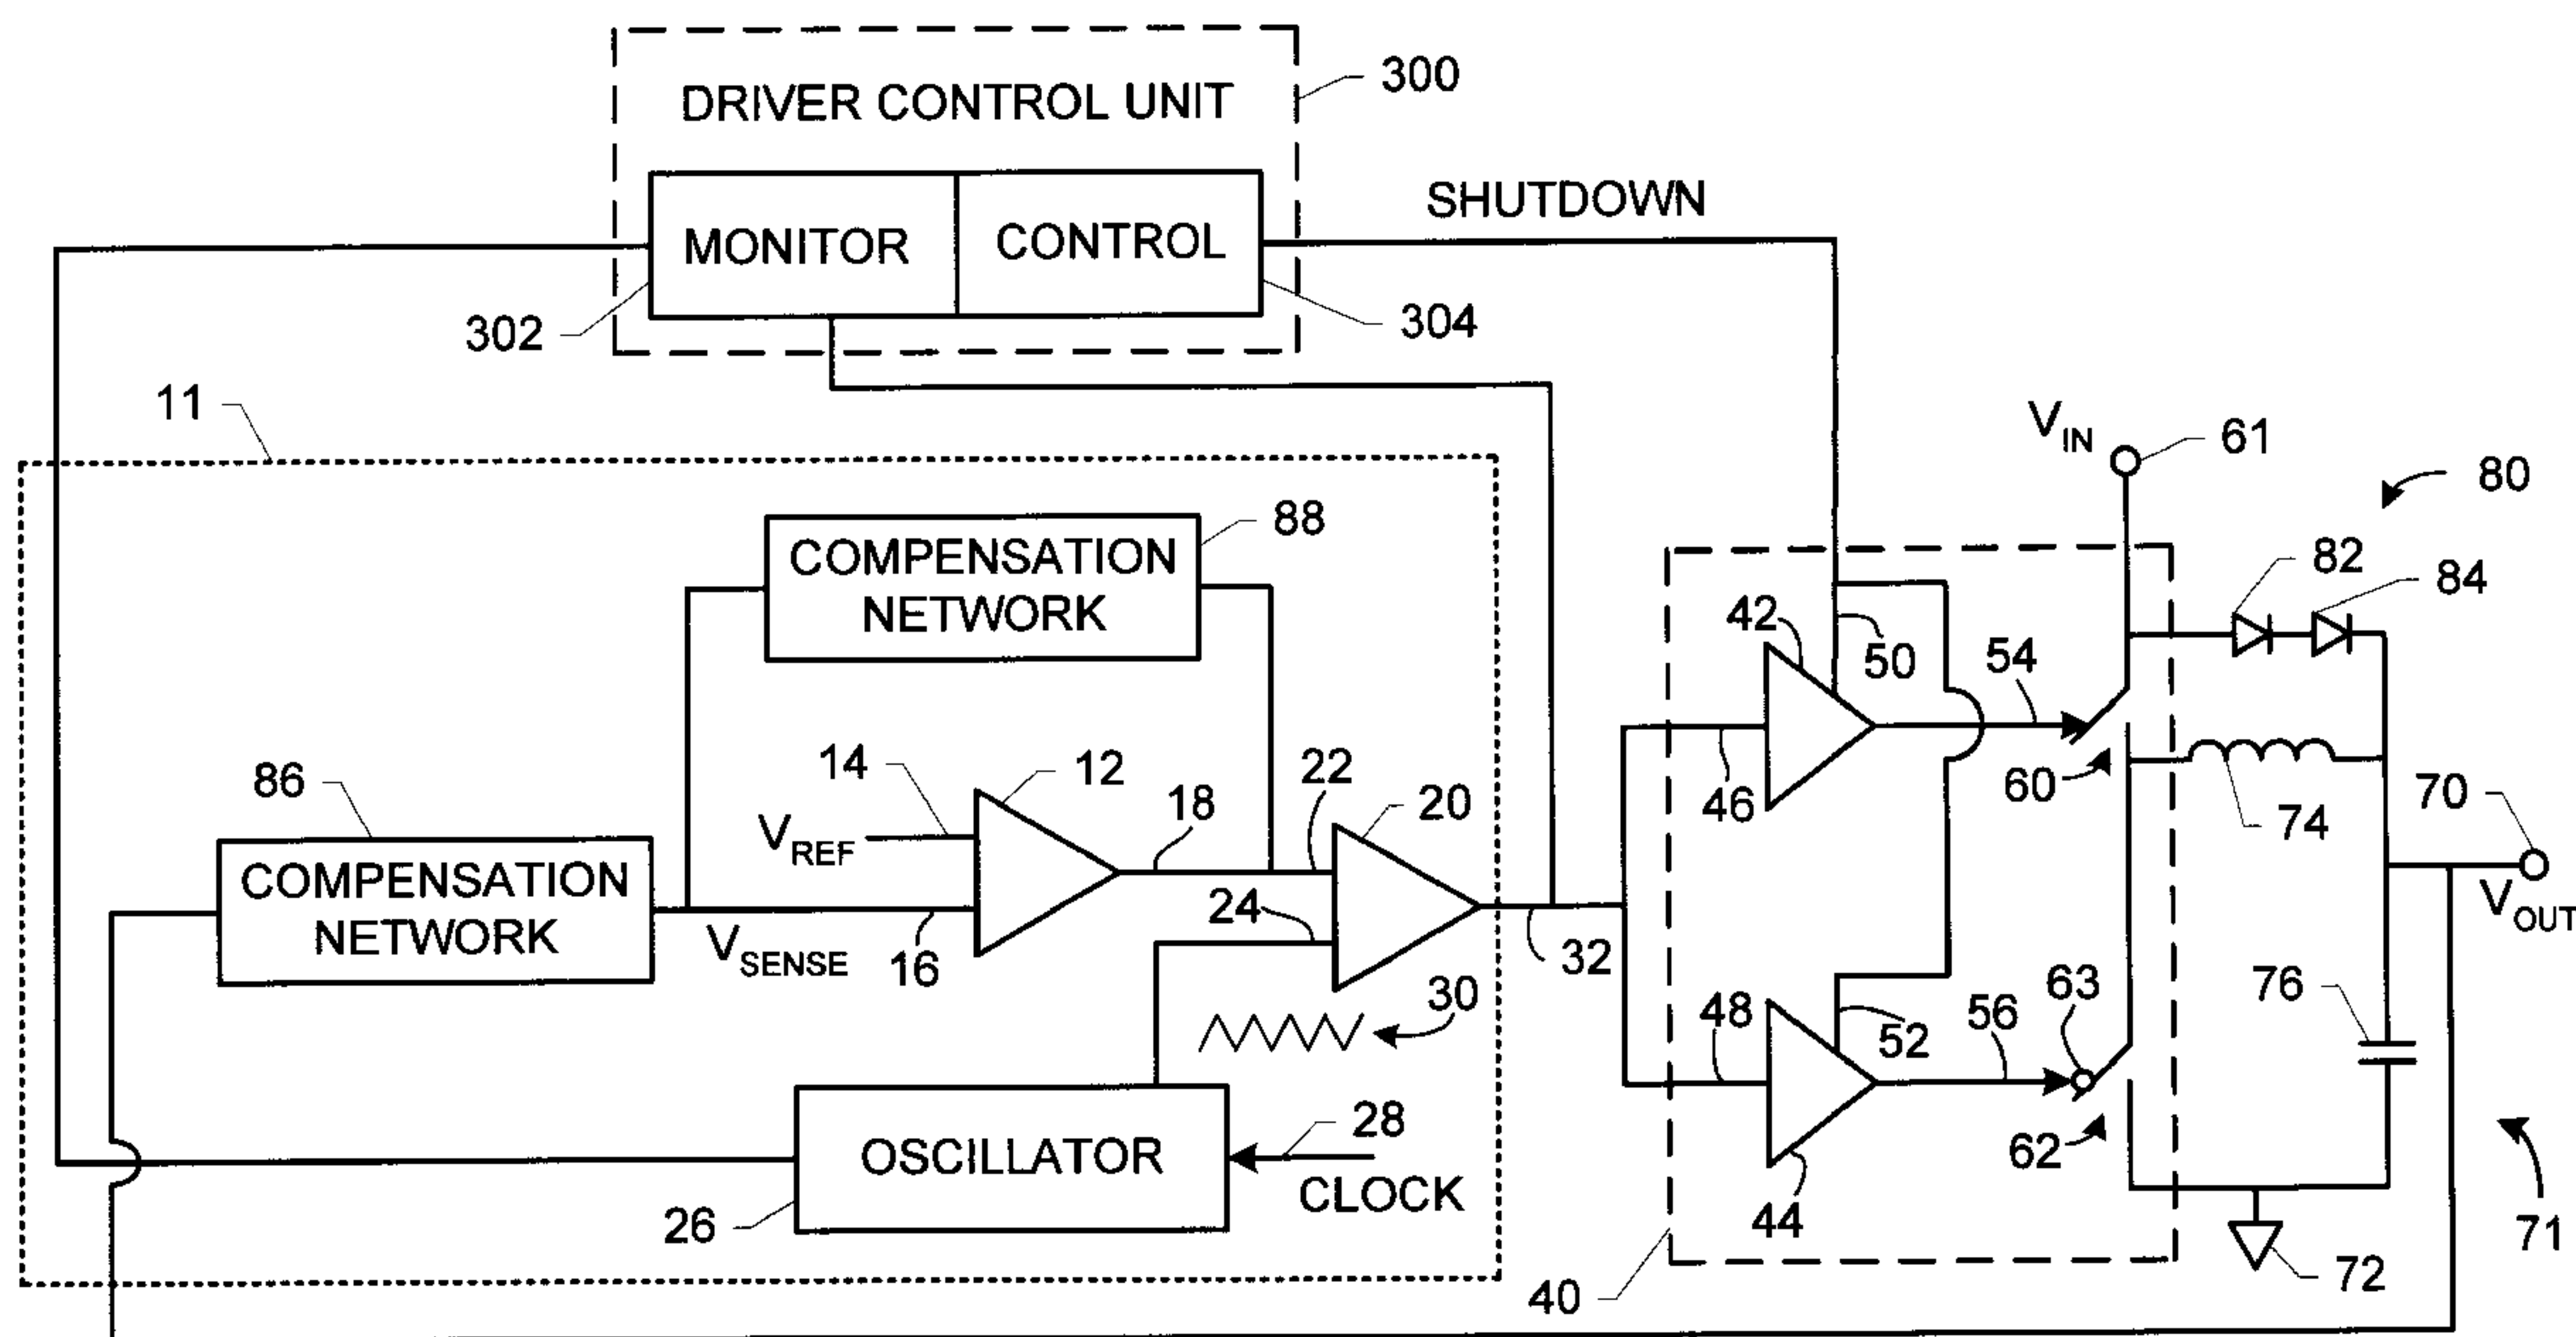 300
DRIVER CONTROL UNIT
SHUTDOWN
MONITOR
CONTROL
302
304
11
V_IN
61
80
88
COMPENSATION
NETWORK
82
84
42
50
54
14
12
22
20
46
60
74
70
86
V_REF
18
COMPENSATION
NETWORK
24
V_OUT
V_SENSE
16
32
30
48
52
56
63
76
OSCILLATOR
28
CLOCK
26
62
44
71
40
72